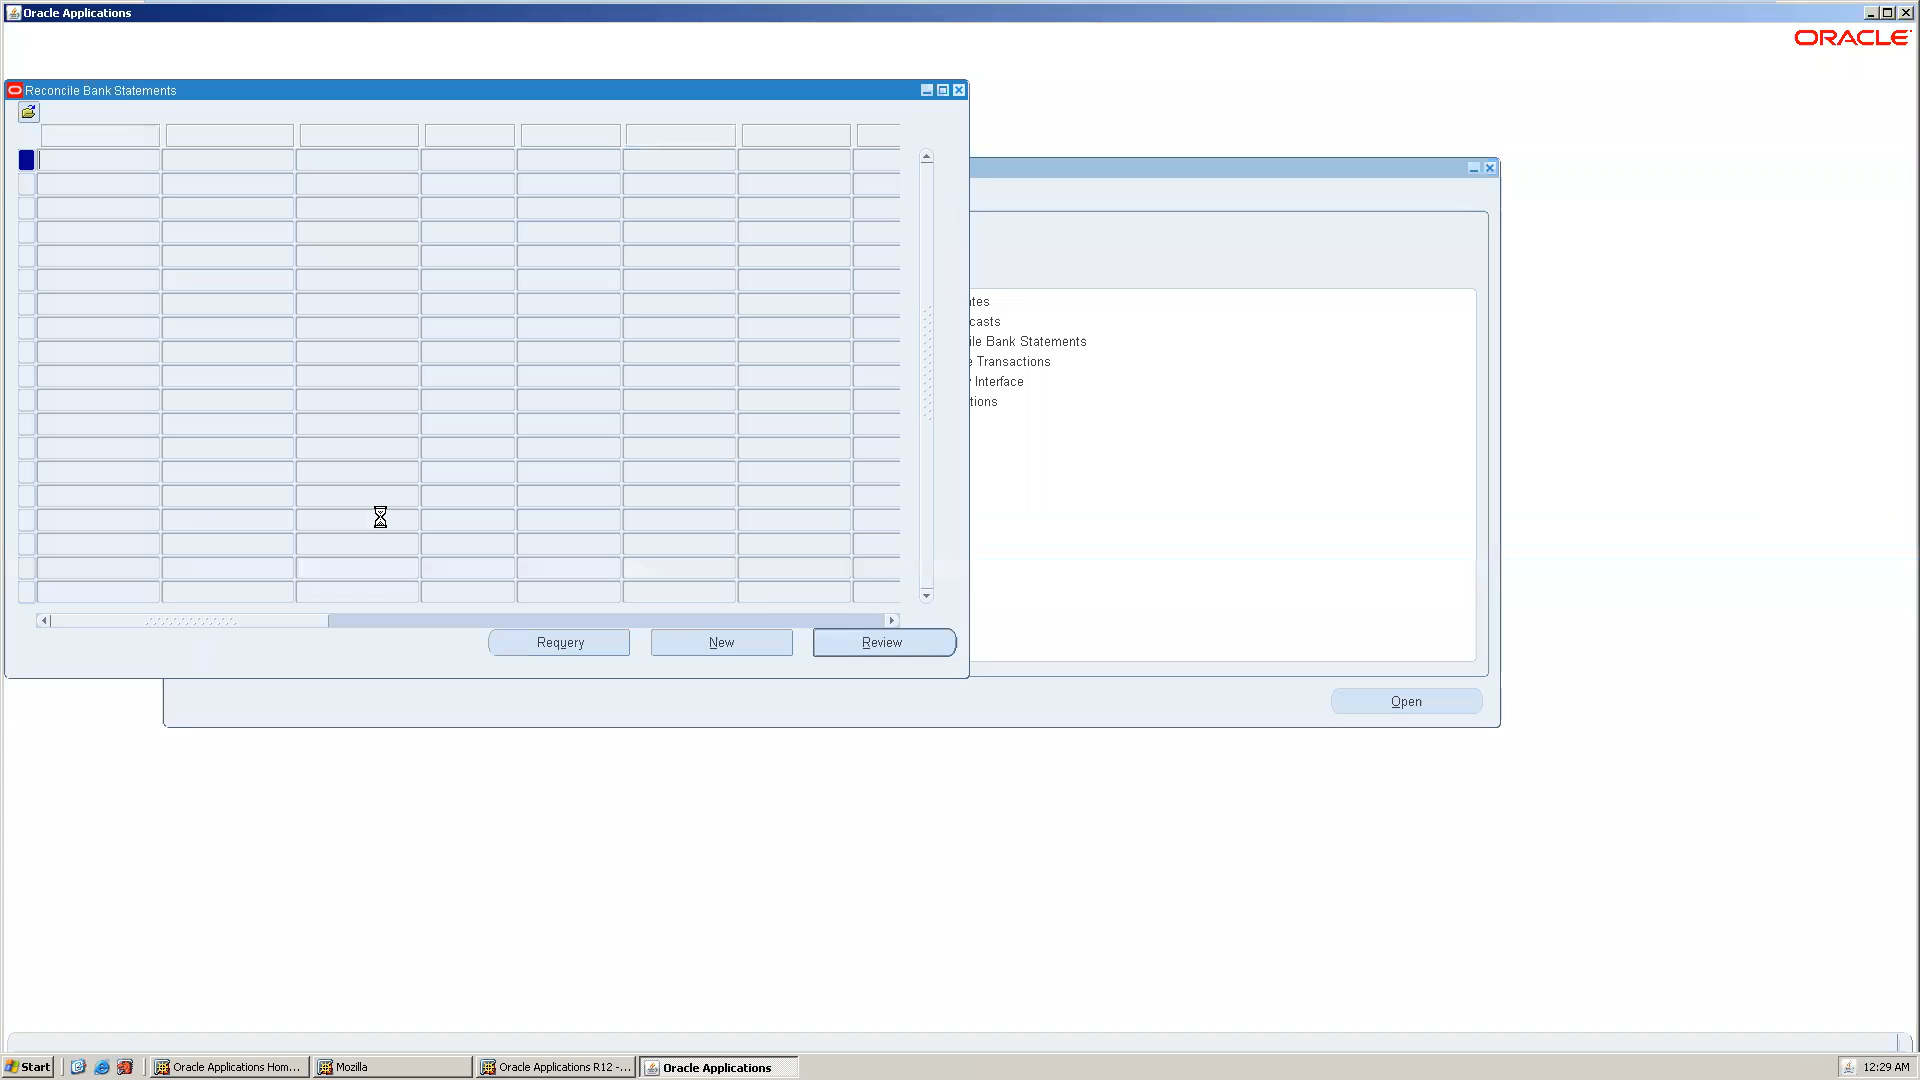 Oracle Applications
ORACLE
Reconcile Bank Statements
Requery
New
Review
ates
casts
ile Bank Statements
e Transactions
Interface
tions
Open
Start
Oracle Applications Hom...
Mozilla
Oracle Applications R12 -...
Oracle Applications
12:29 AM